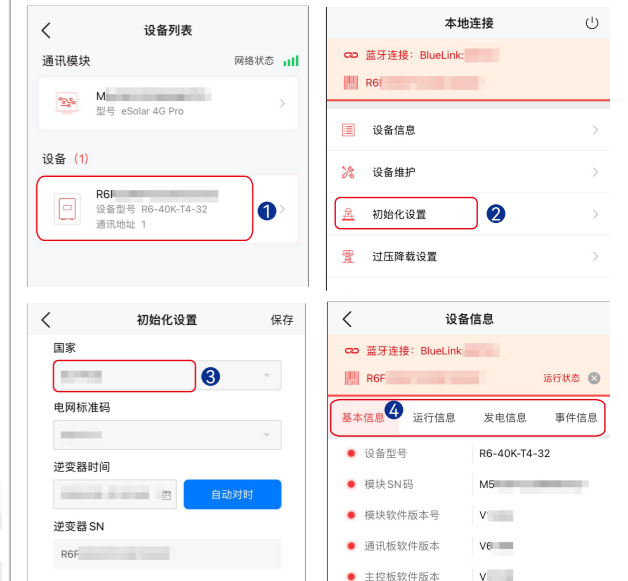 设备列表
通讯模块 网络状态
M
型号 eSolar 4G Pro
设备 (1)
R6F
设备型号 R6-40K-T4-32
通讯地址 1
1
本地连接
蓝牙连接: BlueLink:
R6F
设备信息
设备维护
初始化设置
2
过压降载设置
初始化设置 保存
国家
3
电网标准码
逆变器时间
自动对时
逆变器 SN
R6F
设备信息
蓝牙连接: BlueLink:
R6F 运行状态
4
基本信息 运行信息 发电信息 事件信息
设备型号 R6-40K-T4-32
模块SN码 M5
模块软件版本号 V
通讯板软件版本 V6
主控板软件版本 V